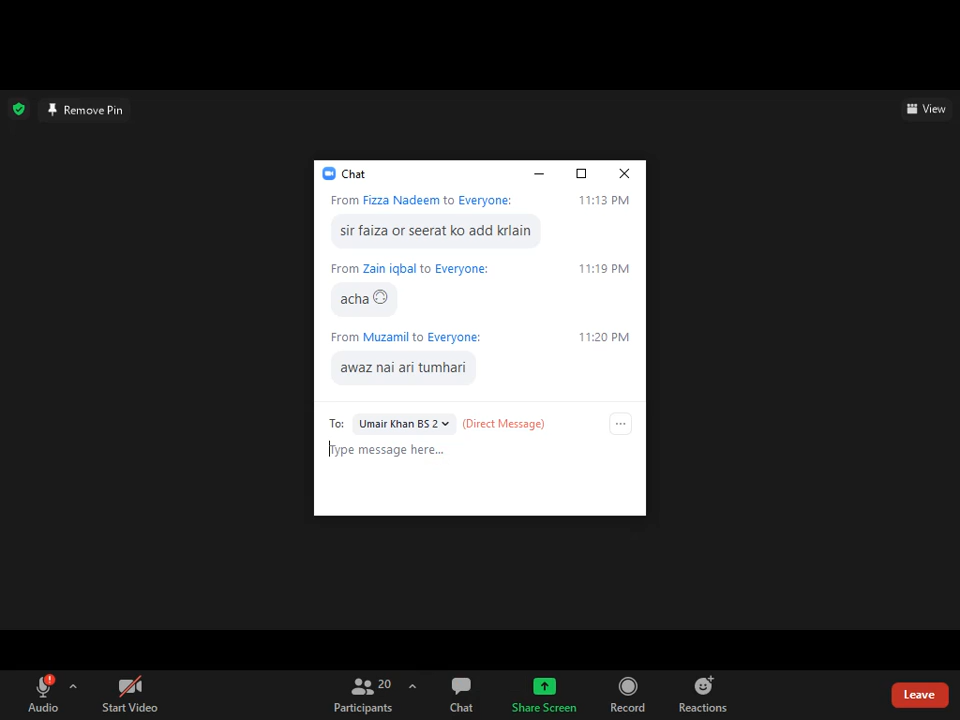 Remove Pin
View
Chat
From Fizza Nadeem to Everyone: 11:13 PM
sir faiza or seerat ko add krlain
From Zain iqbal to Everyone: 11:19 PM
acha
From Muzamil to Everyone: 11:20 PM
awaz nai ari tumhari
To: Umair Khan BS 2 (Direct Message)
Type message here...
20
Audio Start Video Participants Chat Share Screen Record Reactions Leave